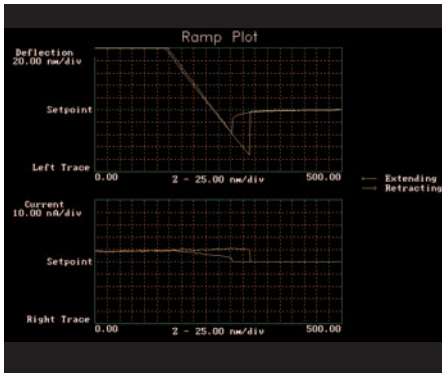 Ramp Plot
Deflection
20.00 nm/div
Setpoint
Left Trace
0.00
Z - 25.00 nm/div
500.00
Extending
Retracting
Current
10.00 nA/div
Setpoint
Right Trace
0.00
Z - 25.00 nm/div
500.00